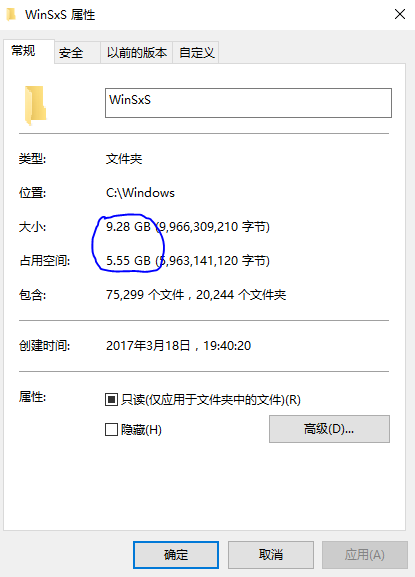 WinSxS 属性
常规 安全 以前的版本 自定义
WinSxS
类型: 文件夹
位置: C:\Windows
大小: 9.28 GB (9,966,309,210 字节)
占用空间: 5.55 GB (5,963,141,120 字节)
包含: 75,299 个文件，20,244 个文件夹
创建时间: 2017年3月18日，19:40:20
属性: 只读(仅应用于文件夹中的文件)(R)
隐藏(H) 高级(D)...
确定 取消 应用(A)